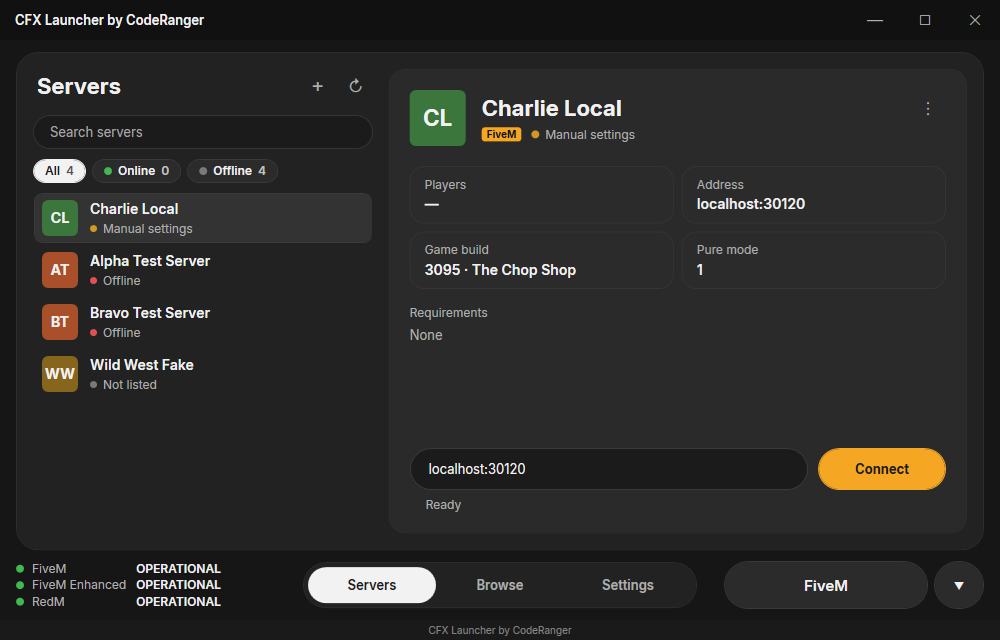 CFX Launcher by CodeRanger
Servers
Search servers
All 4
Online 0
Offline 4
CL
Charlie Local
Manual settings
AT
Alpha Test Server
Offline
BT
Bravo Test Server
Offline
WW
Wild West Fake
Not listed
CL
Charlie Local
FiveM
Manual settings
Players
—
Address
localhost:30120
Game build
3095 · The Chop Shop
Pure mode
1
Requirements
None
localhost:30120
Connect
Ready
FiveM OPERATIONAL
FiveM Enhanced OPERATIONAL
RedM OPERATIONAL
Servers
Browse
Settings
FiveM
CFX Launcher by CodeRanger